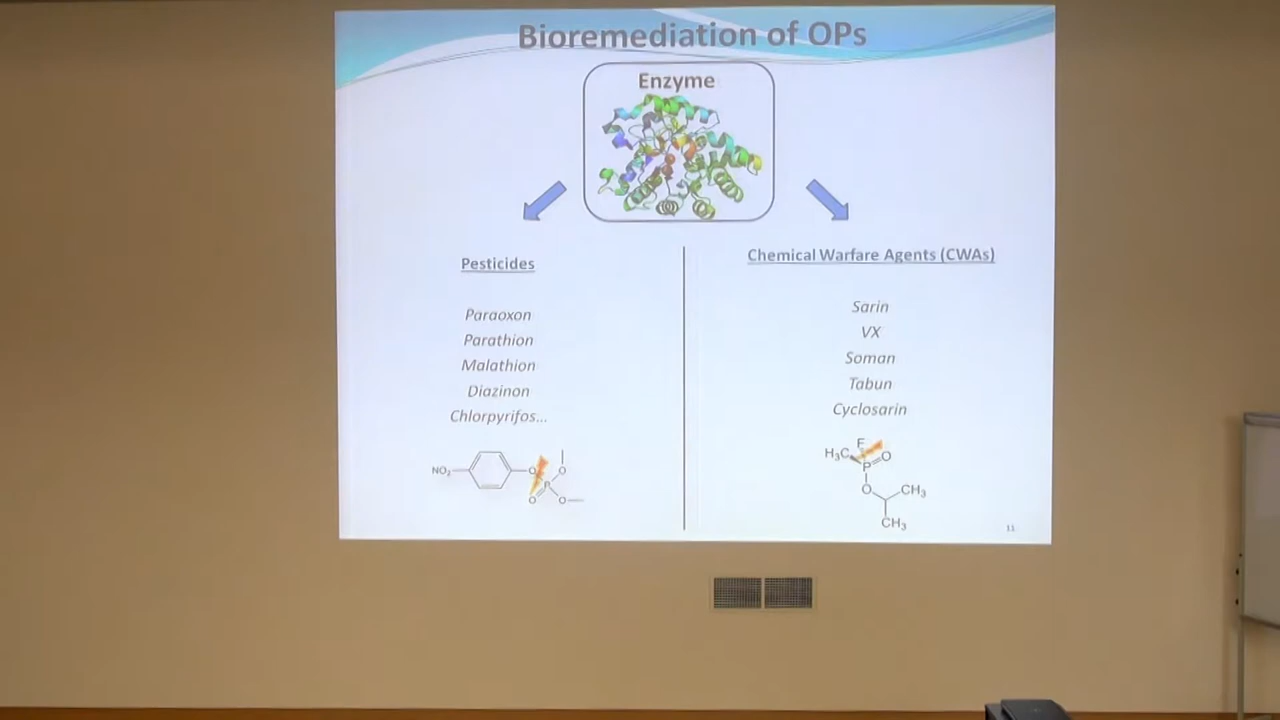 Bioremediation of OPs
Enzyme
Pesticides
Paraoxon
Parathion
Malathion
Diazinon
Chlorpyrifos...
NO₂
O
O
P
O
O
Chemical Warfare Agents (CWAs)
Sarin
VX
Soman
Tabun
Cyclosarin
F
H₃C
O
P
O
CH₃
CH₃
11